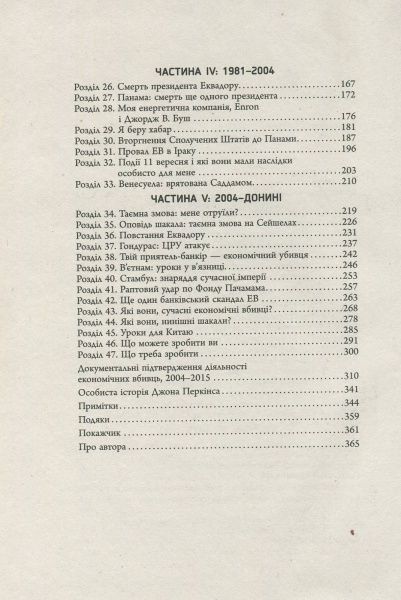 ЧАСТИНА IV: 1981–2004
Розділ 26. Смерть президента Еквадору 167
Розділ 27. Панама: смерть ще одного президента 172
Розділ 28. Моя енергетична компанія, Enron
і Джордж В. Буш 176
Розділ 29. Я беру хабар 181
Розділ 30. Вторгнення Сполучених Штатів до Панами 187
Розділ 31. Провал ЕВ в Іраку 196
Розділ 32. Події 11 вересня і які вони мали наслідки
особисто для мене 203
Розділ 33. Венесуела: врятована Саддамом 210
ЧАСТИНА V: 2004–ДОНИНІ
Розділ 34. Таємна змова: мене отруїли? 219
Розділ 35. Оповідь шакала: таємна змова на Сейшелах 226
Розділ 36. Повстання Еквадору 231
Розділ 37. Гондурас: ЦРУ атакує 237
Розділ 38. Твій приятель-банкір — економічний убивця 242
Розділ 39. В'єтнам: уроки у в'язниці 246
Розділ 40. Стамбул: знаряддя сучасної імперії 253
Розділ 41. Раптовий удар по Фонду Пачамама 257
Розділ 42. Ще один банківський скандал ЕВ 263
Розділ 43. Які вони, сучасні економічні вбивці? 268
Розділ 44. Які вони, нинішні шакали? 278
Розділ 45. Уроки для Китаю 285
Розділ 46. Що можете зробити ви 291
Розділ 47. Що треба зробити 300
Документальні підтвердження діяльності
економічних вбивць, 2004–2015 310
Особиста історія Джона Перкінса 341
Примітки 344
Подяки 359
Покажчик 361
Про автора 365